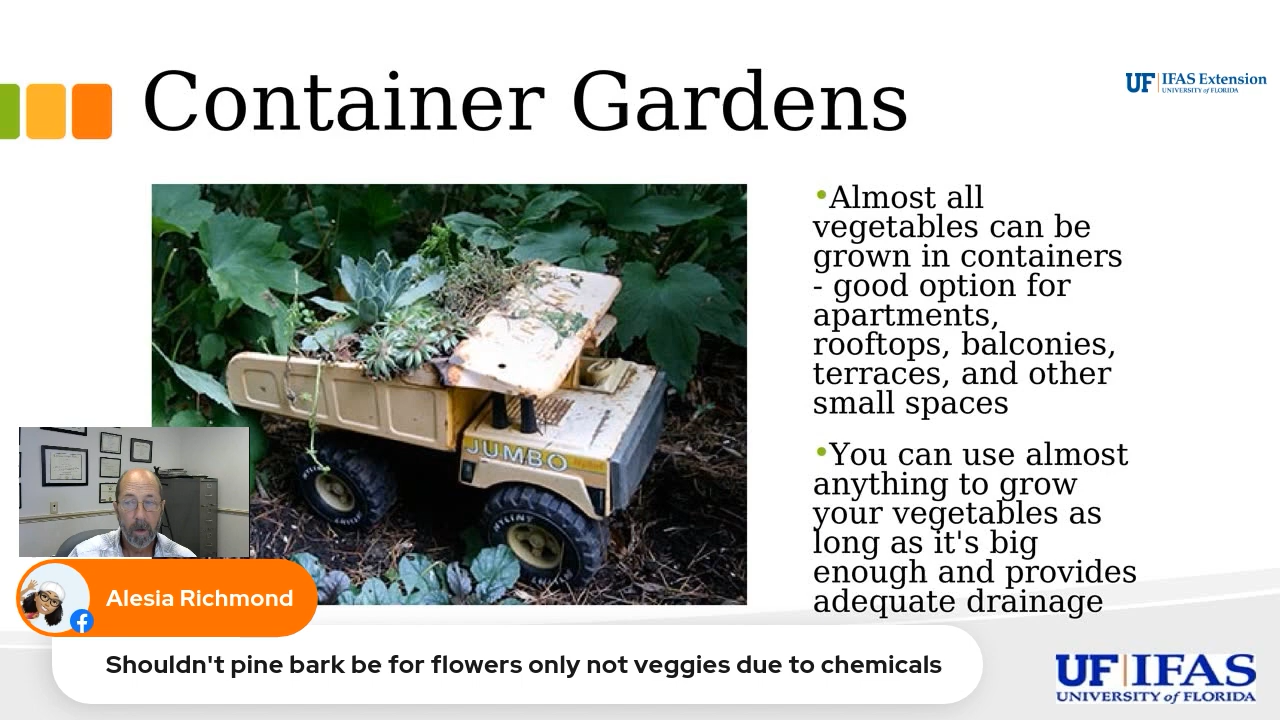 Container Gardens
UF IFAS Extension
UNIVERSITY of FLORIDA
•Almost all
vegetables can be
grown in containers
- good option for
apartments,
rooftops, balconies,
terraces, and other
small spaces
•You can use almost
anything to grow
your vegetables as
long as it's big
enough and provides
adequate drainage
JUMBO
Alesia Richmond
Shouldn't pine bark be for flowers only not veggies due to chemicals
UF IFAS
UNIVERSITY of FLORIDA